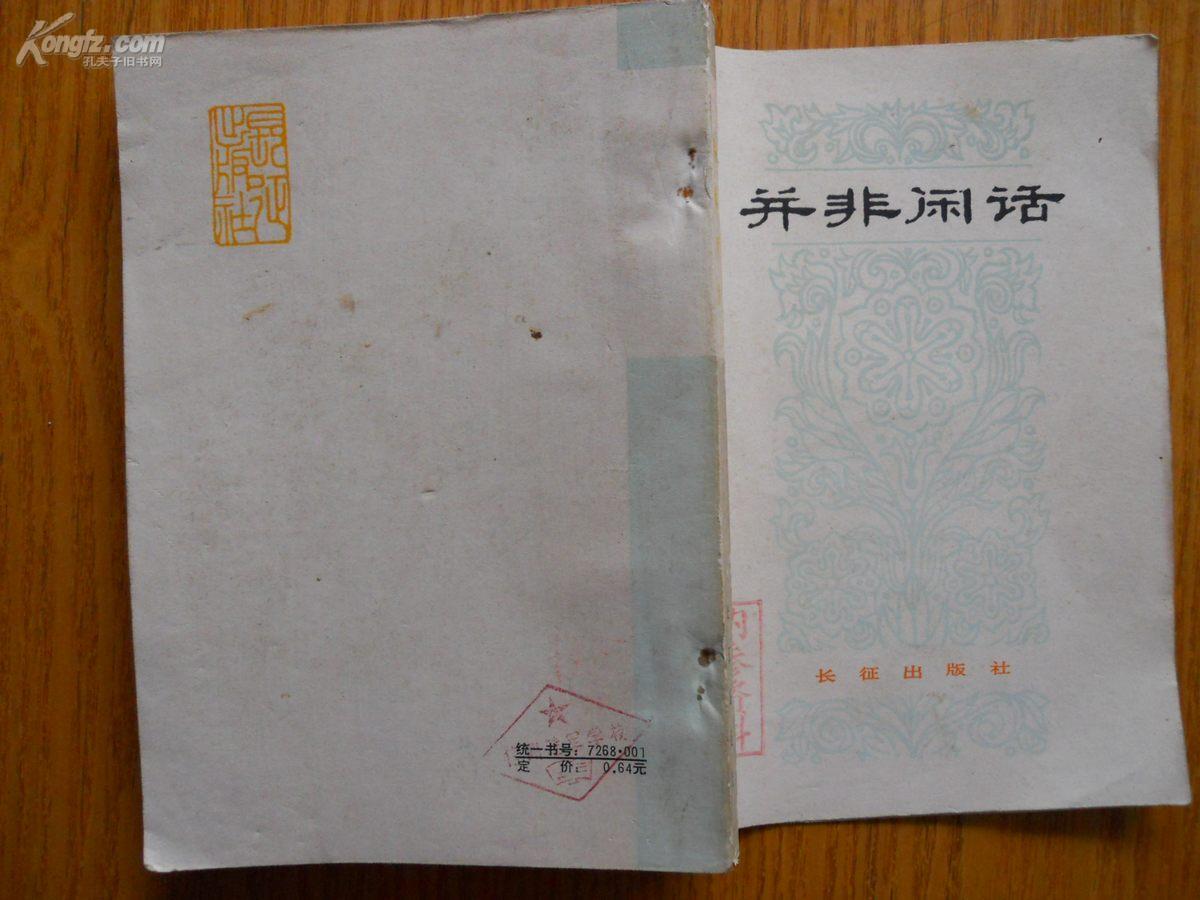 Kongfz.com
孔夫子旧书网
长征
出版社
并非闲话
长征出版社
统一书号：7268·001
定 价：0.64元